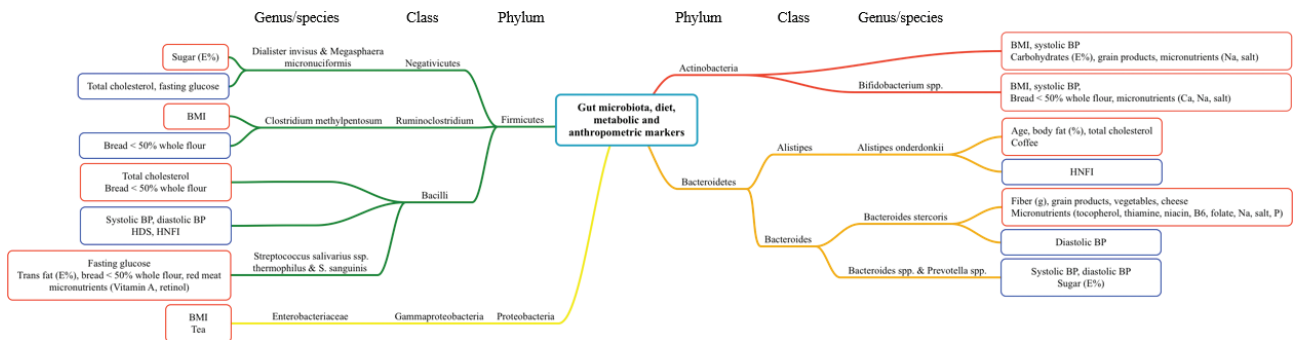 Genus/species
Class
Phylum
Phylum
Class
Genus/species
Sugar (E%)
Total cholesterol, fasting glucose
Dialister invisus & Megasphaera
micronuciformis
Negativicutes
BMI
Bread < 50% whole flour
Clostridium methylpentosum
Ruminoclostridium
Firmicutes
Total cholesterol
Bread < 50% whole flour
Systolic BP, diastolic BP
HDS, HNFI
Bacilli
Fasting glucose
Trans fat (E%), bread < 50% whole flour, red meat
micronutrients (Vitamin A, retinol)
Streptococcus salivarius ssp.
thermophilus & S. sanguinis
BMI
Tea
Enterobacteriaceae
Gammaproteobacteria
Proteobacteria
Gut microbiota, diet,
metabolic and
anthropometric markers
Actinobacteria
BMI, systolic BP
Carbohydrates (E%), grain products, micronutrients (Na, salt)
Bifidobacterium spp.
BMI, systolic BP,
Bread < 50% whole flour, micronutrients (Ca, Na, salt)
Bacteroidetes
Alistipes
Alistipes onderdonkii
Age, body fat (%), total cholesterol
Coffee
HNFI
Bacteroides
Bacteroides stercoris
Fiber (g), grain products, vegetables, cheese
Micronutrients (tocopherol, thiamine, niacin, B6, folate, Na, salt, P)
Diastolic BP
Bacteroides spp. & Prevotella spp.
Systolic BP, diastolic BP
Sugar (E%)